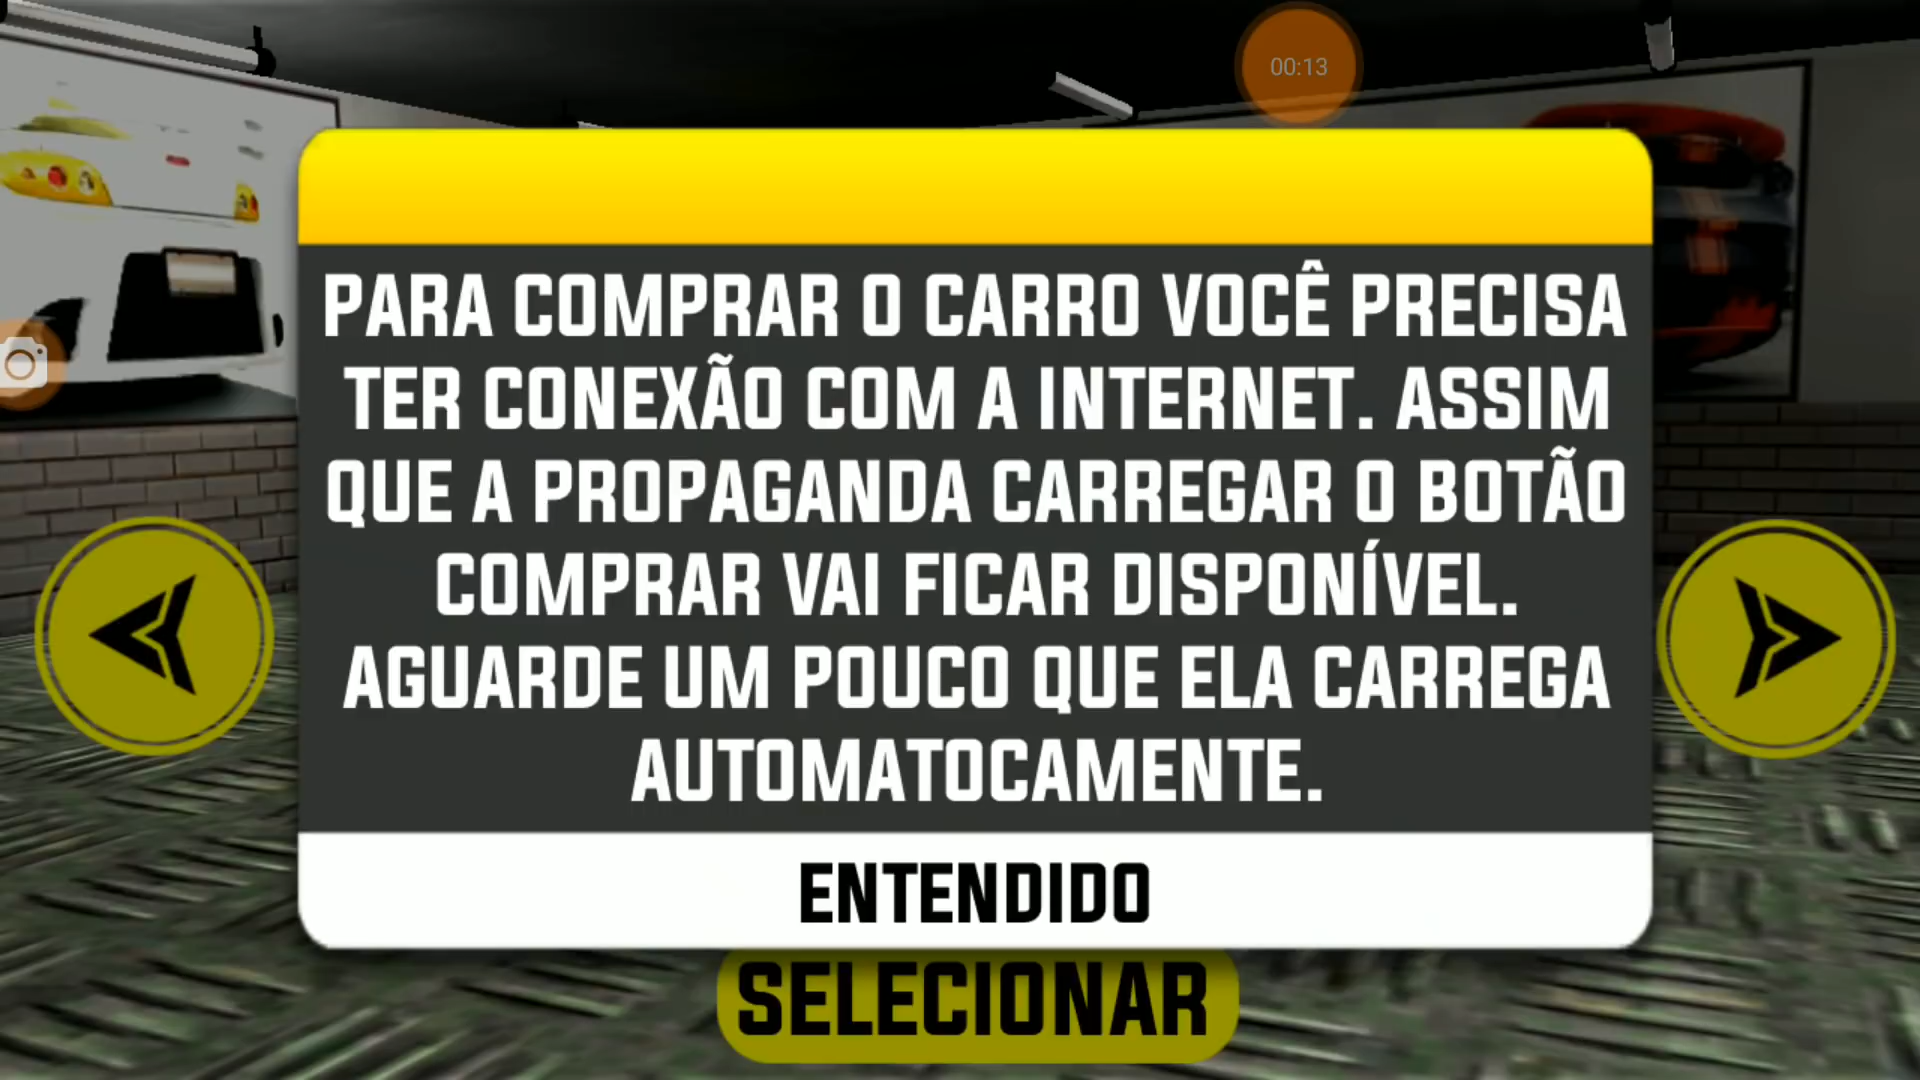 00:13
PARA COMPRAR O CARRO VOCÊ PRECISA
TER CONEXÃO COM A INTERNET. ASSIM
QUE A PROPAGANDA CARREGAR O BOTÃO
COMPRAR VAI FICAR DISPONÍVEL.
AGUARDE UM POUCO QUE ELA CARREGA
AUTOMATOCAMENTE.
ENTENDIDO
SELECIONAR